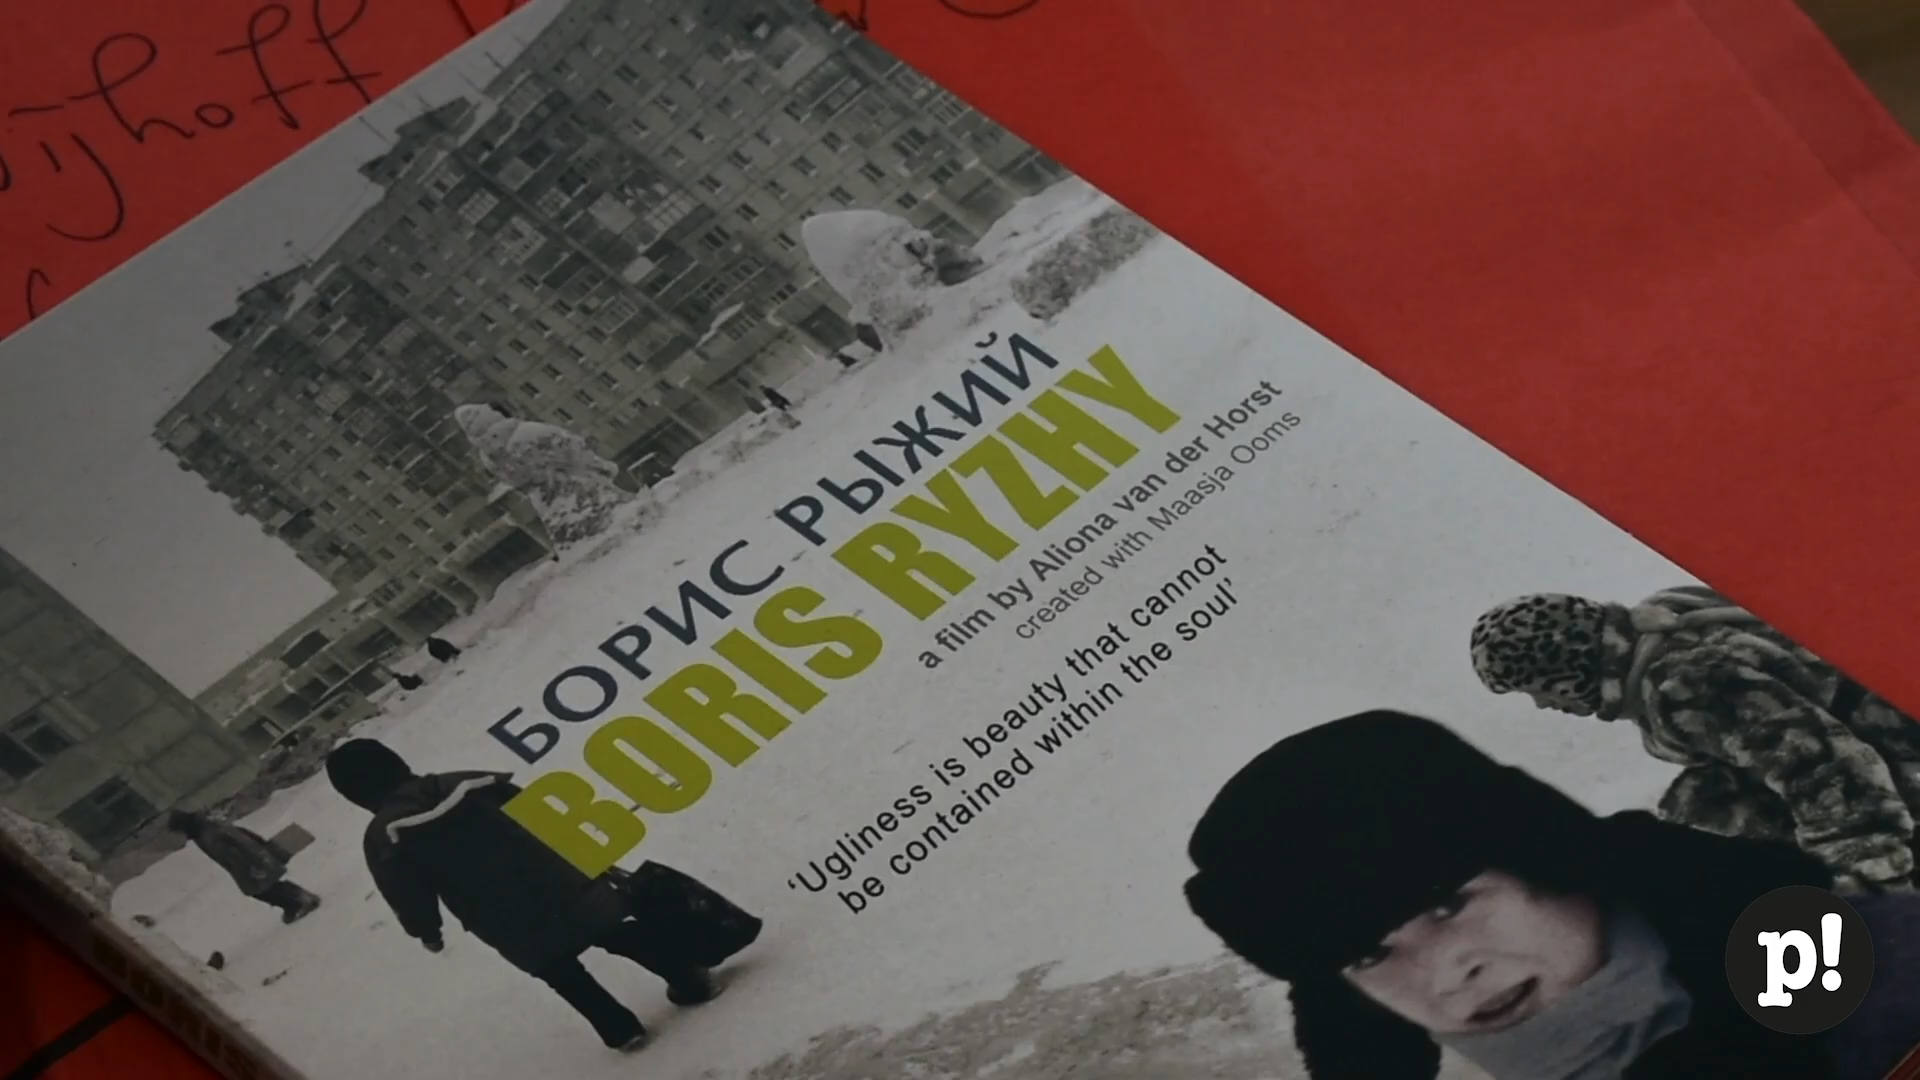 ijhoff
БОРИС РЫЖИЙ
BORIS RYZHY
a film by Aliona van der Horst
created with Maasja Ooms
'Ugliness is beauty that cannot
be contained within the soul'
p!